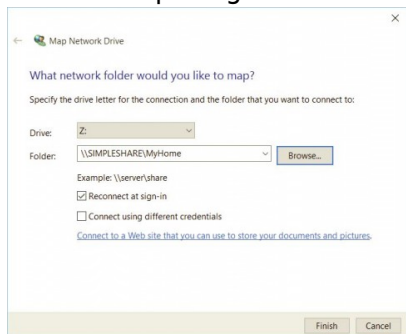 Map Network Drive
What network folder would you like to map?
Specify the drive letter for the connection and the folder that you want to connect to:
Drive: Z:
Folder: \\SIMPLESHARE\MyHome Browse...
Example: \\server\share
Reconnect at sign-in
Connect using different credentials
Connect to a Web site that you can use to store your documents and pictures.
Finish Cancel